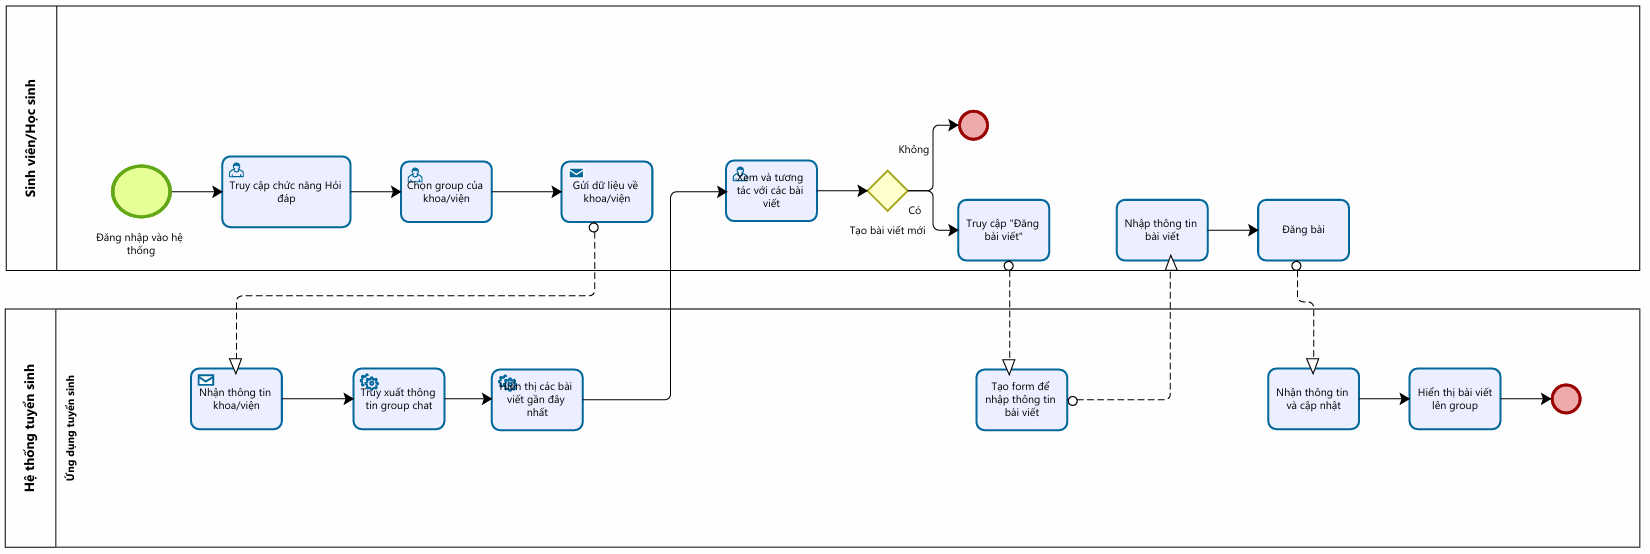 Sinh viên/Học sinh
Đăng nhập vào hệ
thống
Truy cập chức năng Hỏi
đáp
Chọn group của
khoa/viện
Gửi dữ liệu về
khoa/viện
Xem và tương
tác với các bài
viết
Không
Có
Tạo bài viết mới
Truy cập "Đăng
bài viết"
Nhập thông tin
bài viết
Đăng bài
Hệ thống tuyển sinh
Ứng dụng tuyển sinh
Nhận thông tin
khoa/viện
Truy xuất thông
tin group chat
Hiển thị các bài
viết gần đây
nhất
Tạo form để
nhập thông tin
bài viết
Nhận thông tin
và cập nhật
Hiển thị bài viết
lên group